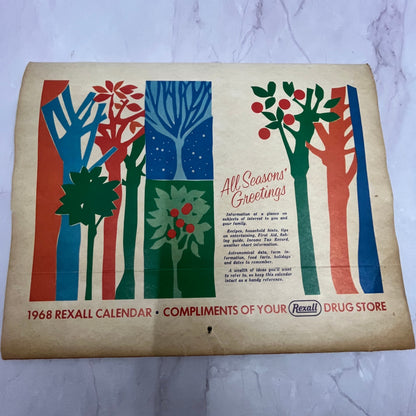 All Seasons'
Greetings
Information at a glance on
subjects of interest to you and
your family.
Recipes, household hints, tips
on entertaining, First Aid, fish-
ing guide, Income Tax Record,
weather chart information.
Astronomical data, farm in-
formation, food facts, holidays
and dates to remember.
A wealth of ideas you'll want
to refer to, so keep this calendar
intact as a handy reference.
1968 REXALL CALENDAR • COMPLIMENTS OF YOUR Rexall DRUG STORE